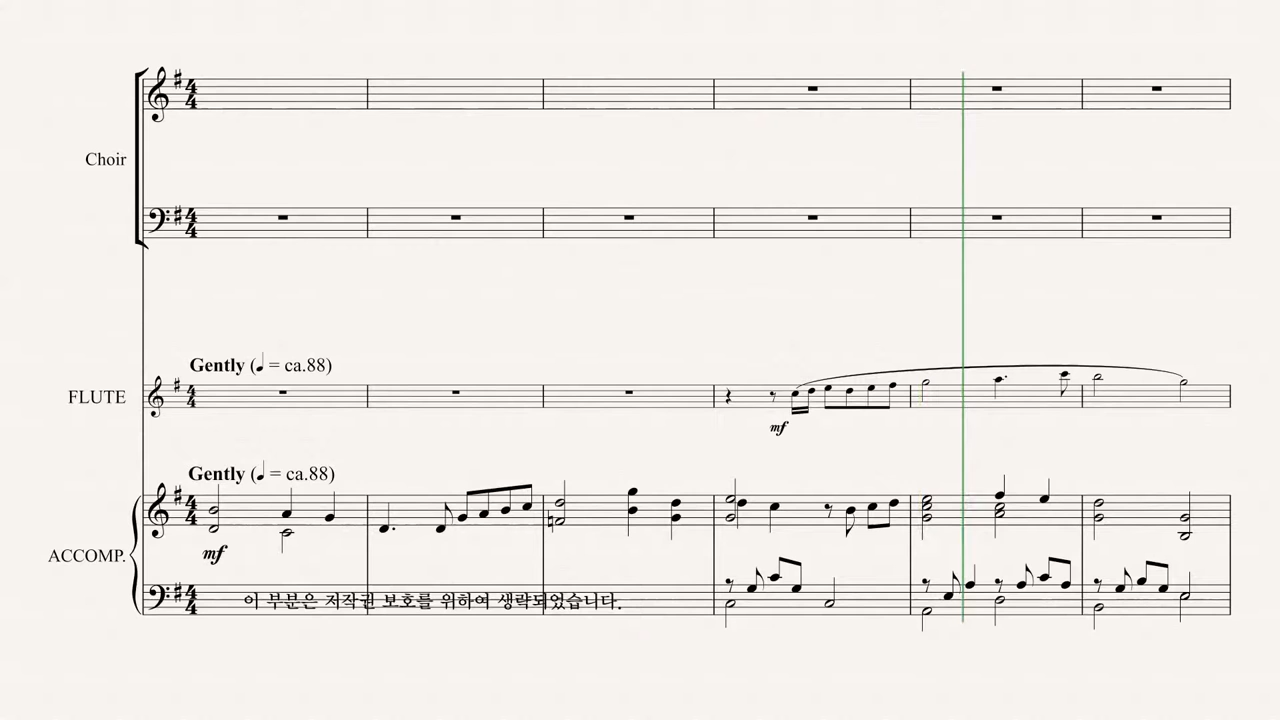 Choir
Gently (♩ = ca.88)
FLUTE
mf
Gently (♩ = ca.88)
mf
ACCOMP.
이 부분은 저작권 보호를 위하여 생략되었습니다.